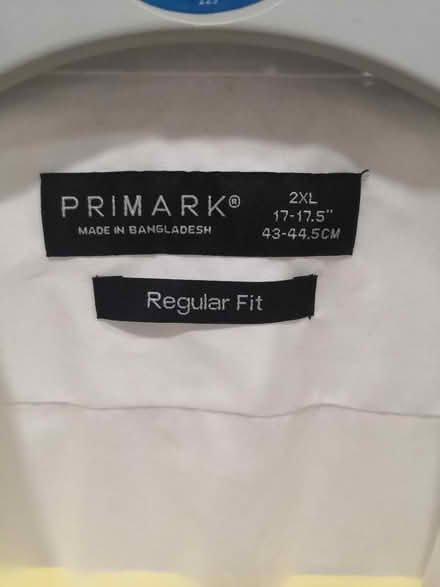 PRIMARK®
MADE IN BANGLADESH
2XL
17-17.5"
43-44.5CM
Regular Fit